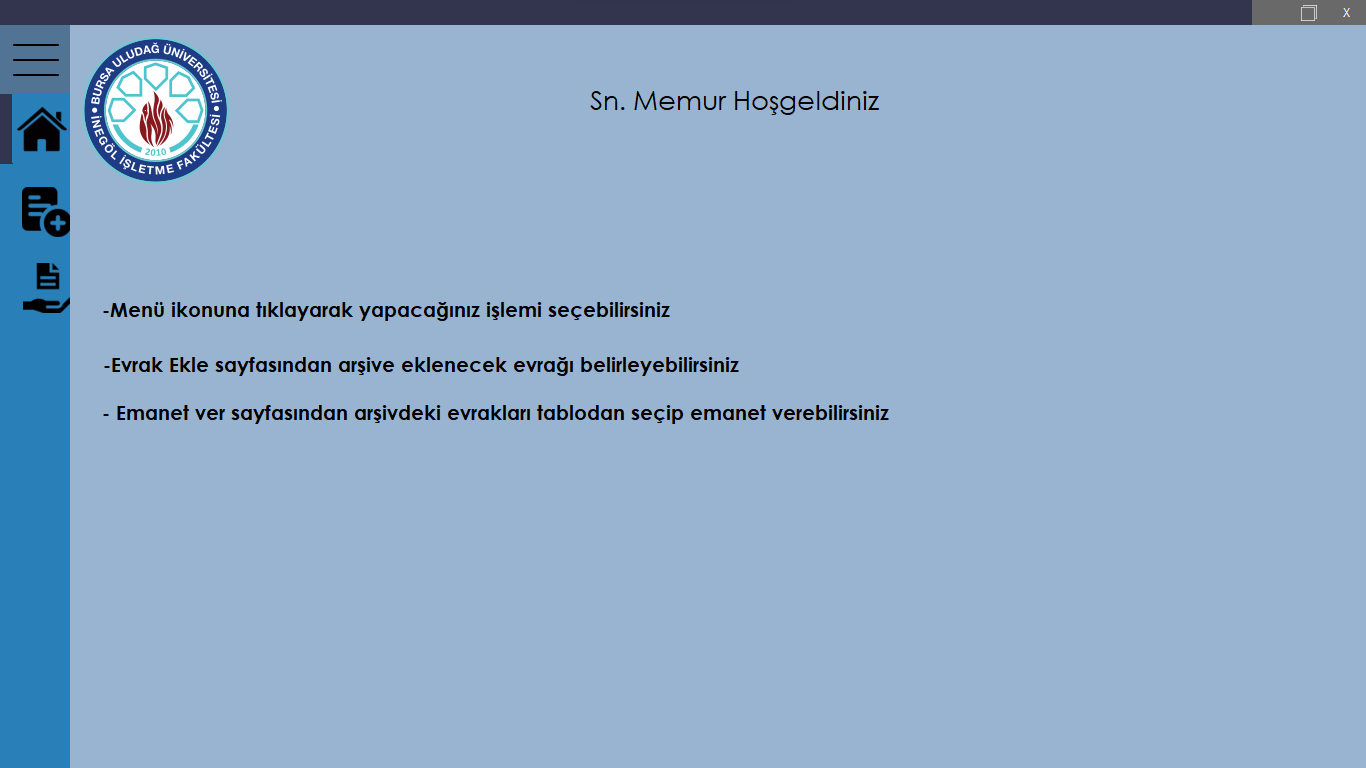 X
BURSA ULUDAĞ ÜNİVERSİTESİ
İNEGÖL İŞLETME FAKÜLTESİ
2010
Sn. Memur Hoşgeldiniz
-Menü ikonuna tıklayarak yapacağınız işlemi seçebilirsiniz
-Evrak Ekle sayfasından arşive eklenecek evrağı belirleyebilirsiniz
- Emanet ver sayfasından arşivdeki evrakları tablodan seçip emanet verebilirsiniz